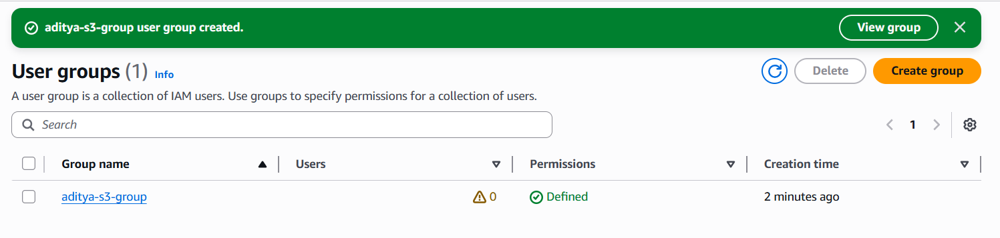 aditya-s3-group user group created.
View group
User groups (1) Info
Delete
Create group
A user group is a collection of IAM users. Use groups to specify permissions for a collection of users.
Search
1
Group name Users Permissions Creation time
aditya-s3-group 0 Defined 2 minutes ago